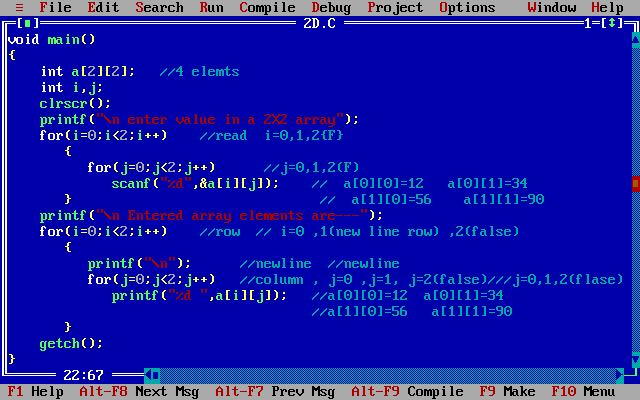 ≡ File Edit Search Run Compile Debug Project Options Window Help
[■] 2D.C 1=[↕]
void main()
{
int a[2][2]; //4 elemts
int i,j;
clrscr();
printf("\n enter value in a 2X2 array");
for(i=0;i<2;i++) //read i=0,1,2{F}
{
for(j=0;j<2;j++) //j=0,1,2(F)
scanf("%d",&a[i][j]); // a[0][0]=12 a[0][1]=34
} // a[1][0]=56 a[1][1]=90
printf("\n Entered array elements are---");
for(i=0;i<2;i++) //row // i=0 ,1(new line row) ,2(false)
{
printf("\n"); //newline //newline
for(j=0;j<2;j++) //column , j=0 ,j=1, j=2(false)///j=0,1,2(flase)
printf("%d ",a[i][j]); //a[0][0]=12 a[0][1]=34
//a[1][0]=56 a[1][1]=90
}
getch();
}
22:67
F1 Help Alt-F8 Next Msg Alt-F7 Prev Msg Alt-F9 Compile F9 Make F10 Menu